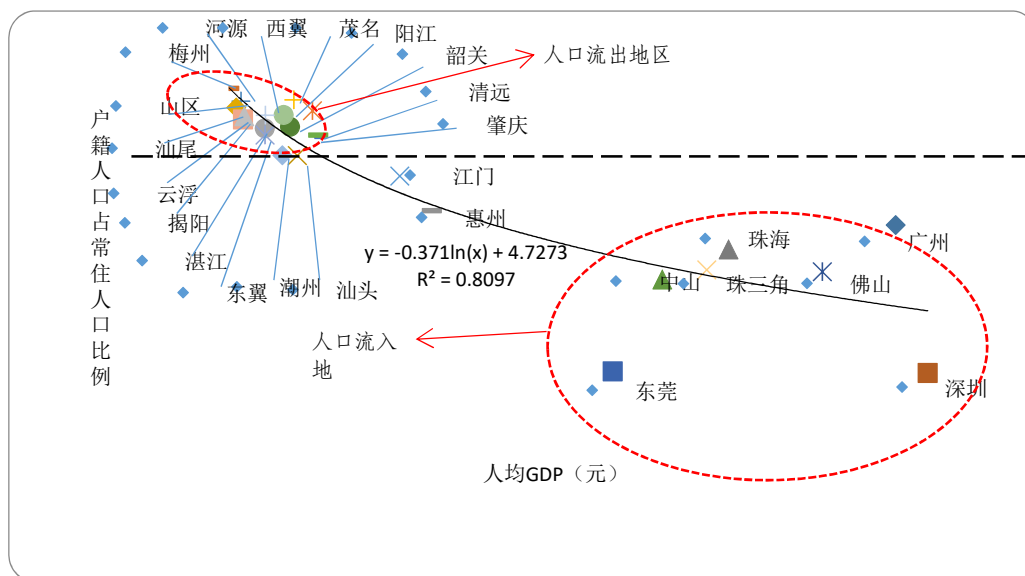 河源
西翼
茂名
阳江
梅州
韶关
人口流出地区
清远
山区
肇庆
户籍人口占常住人口比例
汕尾
江门
云浮
揭阳
惠州
珠海
广州
湛江
y = -0.371ln(x) + 4.7273
R² = 0.8097
中山
珠三角
佛山
东翼
潮州
汕头
人口流入
地
东莞
深圳
人均GDP（元）